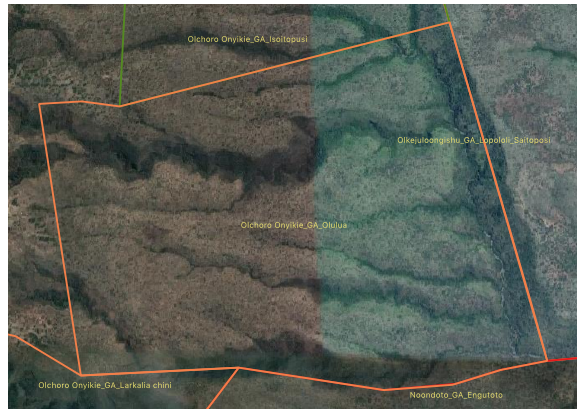 Olchoro Onyikie_GA_Isoitopusi
Olkejuloongishu_GA_Lopololi_Saitoposi
Olchoro Onyikie_GA_Olulua
Olchoro Onyikie_GA_Larkalia chini
Noondoto_GA_Engutoto